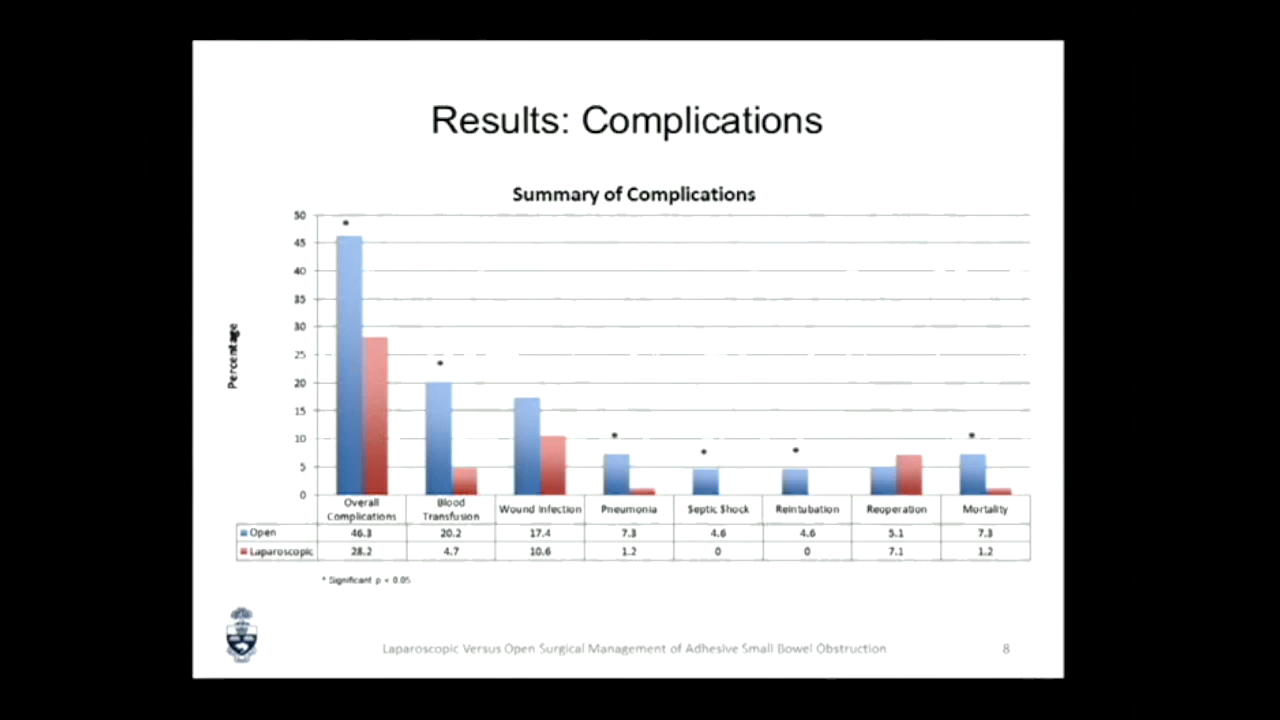 Results: Complications
Summary of Complications
Percentage
50
45
40
35
30
25
20
15
10
5
0
*
*
*
*
*
*
Overall Complications Blood Transfusion Wound Infection Pneumonia Septic Shock Reintubation Reoperation Mortality
Open 46.3 20.2 17.4 7.3 4.6 4.6 5.1 7.3
Laparoscopic 28.2 4.7 10.6 1.2 0 0 7.1 1.2
* Significant p < 0.05
Laparoscopic Versus Open Surgical Management of Adhesive Small Bowel Obstruction 8